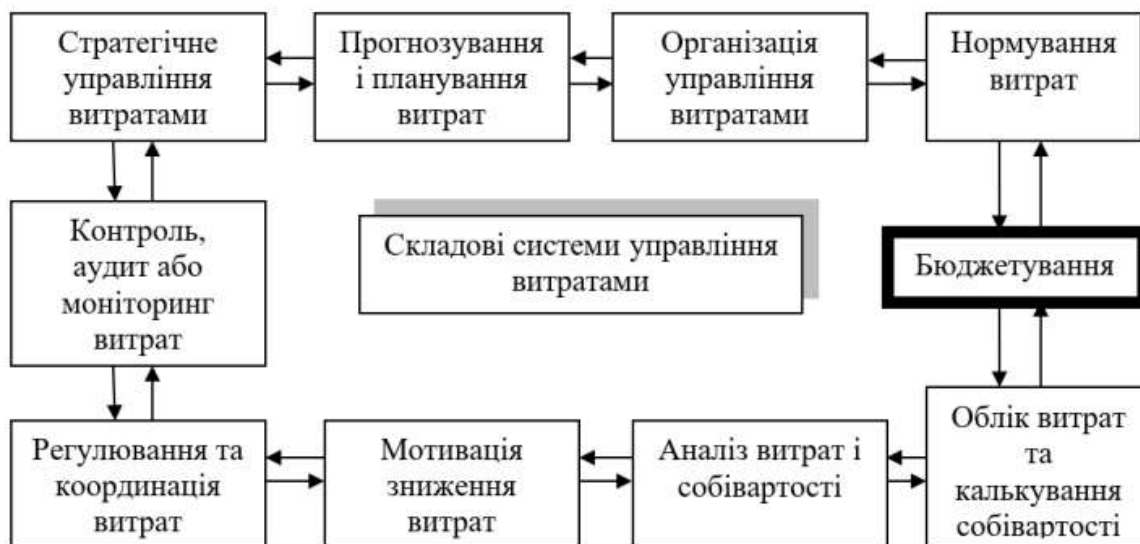 Стратегічне
управління
витратами
Прогнозування
і планування
витрат
Організація
управління
витратами
Нормування
витрат
Контроль,
аудит або
моніторинг
витрат
Складові системи управління
витратами
Бюджетування
Регулювання та
координація
витрат
Мотивація
зниження
витрат
Аналіз витрат і
собівартості
Облік витрат
та
калькування
собівартості